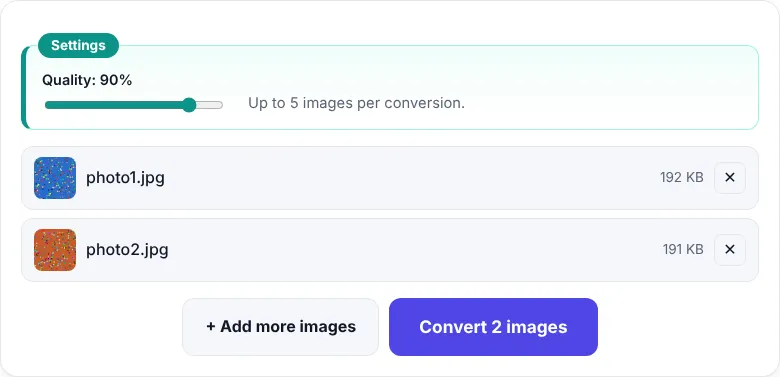 Settings
Quality: 90%
Up to 5 images per conversion.
photo1.jpg 192 KB ✕
photo2.jpg 191 KB ✕
+ Add more images
Convert 2 images